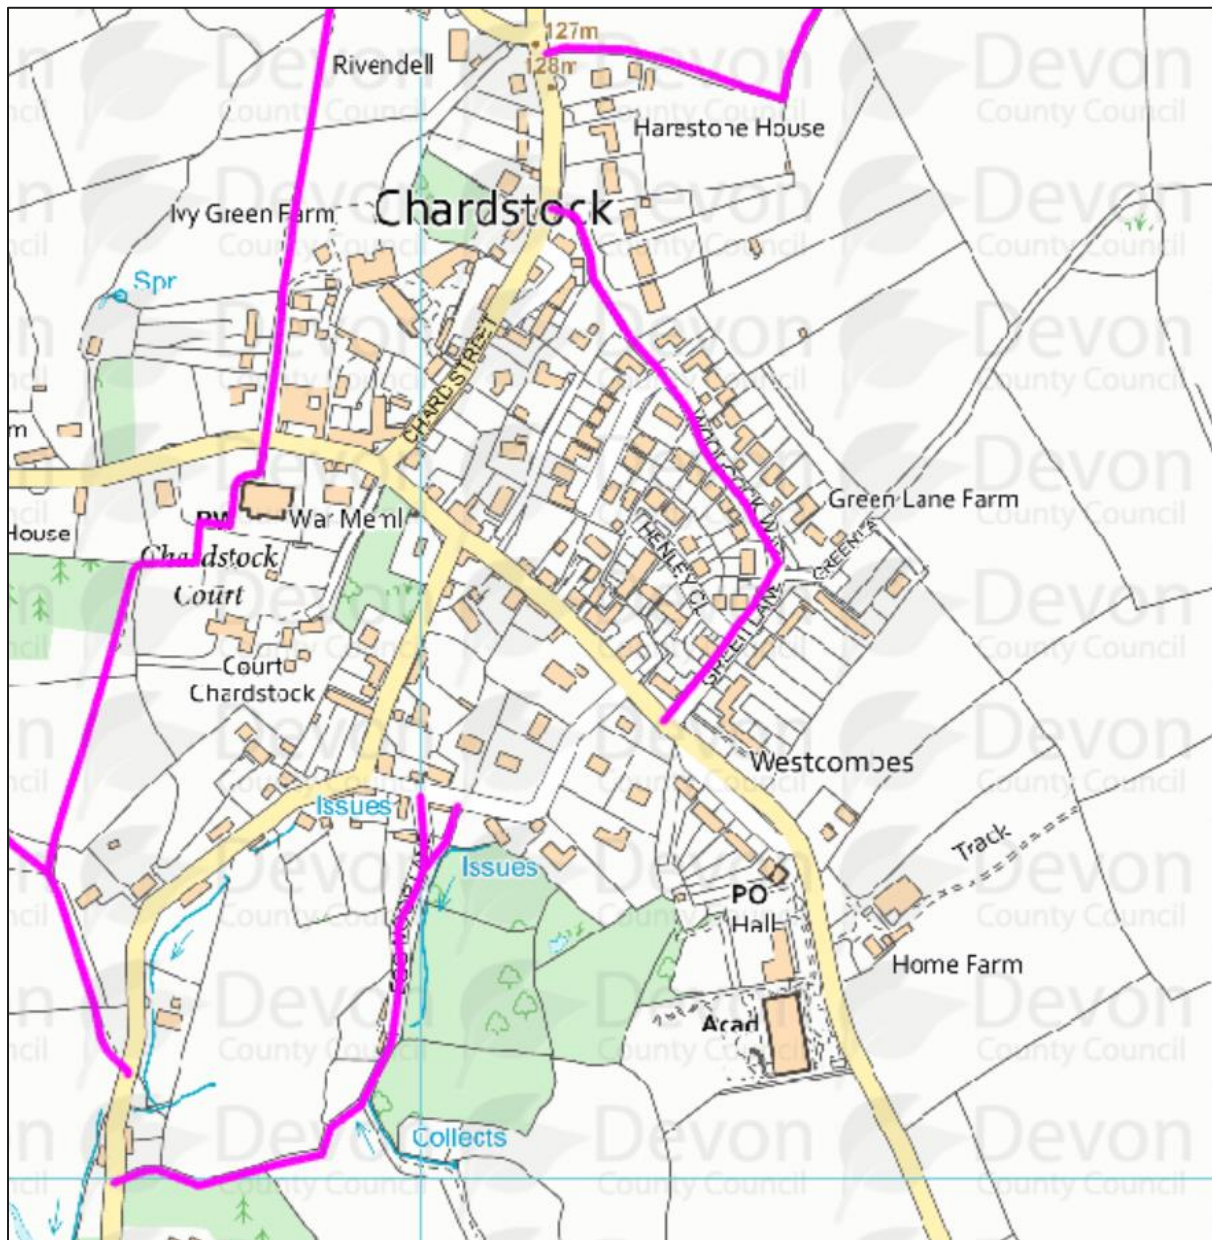 127m
Rivendell
128m
Harestone House
Ivy Green Farm
Chardstock
Spr
CHARD STREET
WOOLCOCK WAY
m
Green Lane Farm
War Meml
House
Chardstock
Court
GREEN LA
HENLEY CL
GREEN LANE
Court
Chardstock
Westcombes
Issues
Track
Issues
PO
Hall
Home Farm
Acad
Collects
Devon
County Council